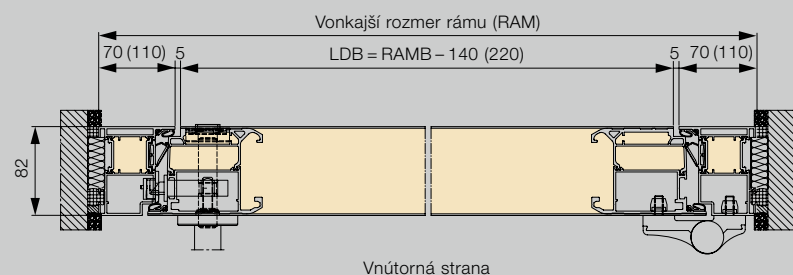 Vonkajší rozmer rámu (RAM)
70 (110) 5 LDB = RAMB – 140 (220) 5 70 (110)
82
Vnútorná strana